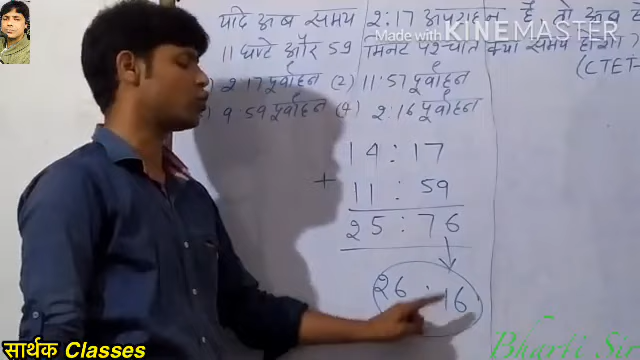 यदि अब समय 2:17 अपराह्न है, तो अब से
Made with KINEMASTER
11 घण्टे और 59 मिनट पश्चात क्या समय होगा ?
(CTET-
2:17 पूर्वाह्न (2) 11:57 पूर्वाह्न
9:59 पूर्वाह्न (4) 2:16 पूर्वाह्न
14:17
+ 11:59
25:76
26:16
सार्थक Classes
Bharti Sir